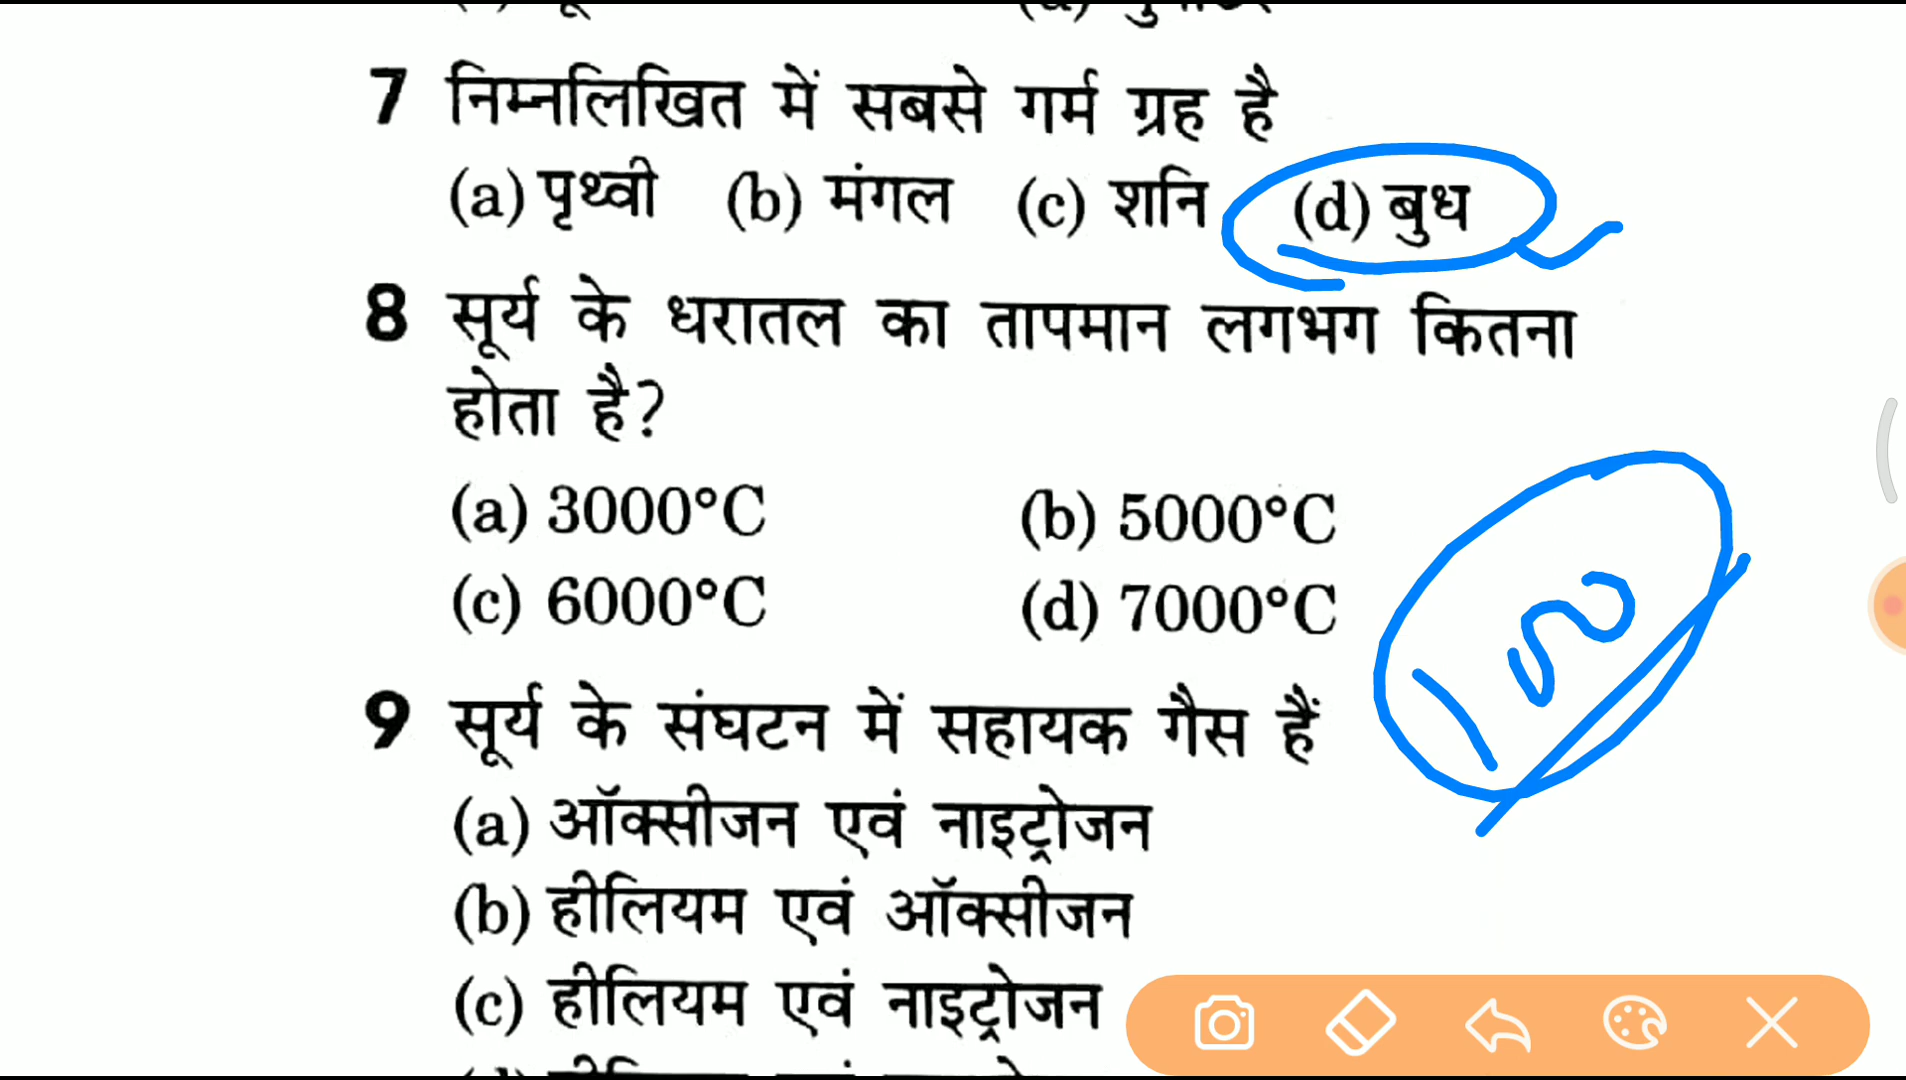 7 निम्नलिखित में सबसे गर्म ग्रह है
(a) पृथ्वी (b) मंगल (c) शनि (d) बुध
8 सूर्य के धरातल का तापमान लगभग कितना
होता है?
(a) 3000°C (b) 5000°C
(c) 6000°C (d) 7000°C
9 सूर्य के संघटन में सहायक गैस हैं
(a) ऑक्सीजन एवं नाइट्रोजन
(b) हीलियम एवं ऑक्सीजन
(c) हीलियम एवं नाइट्रोजन